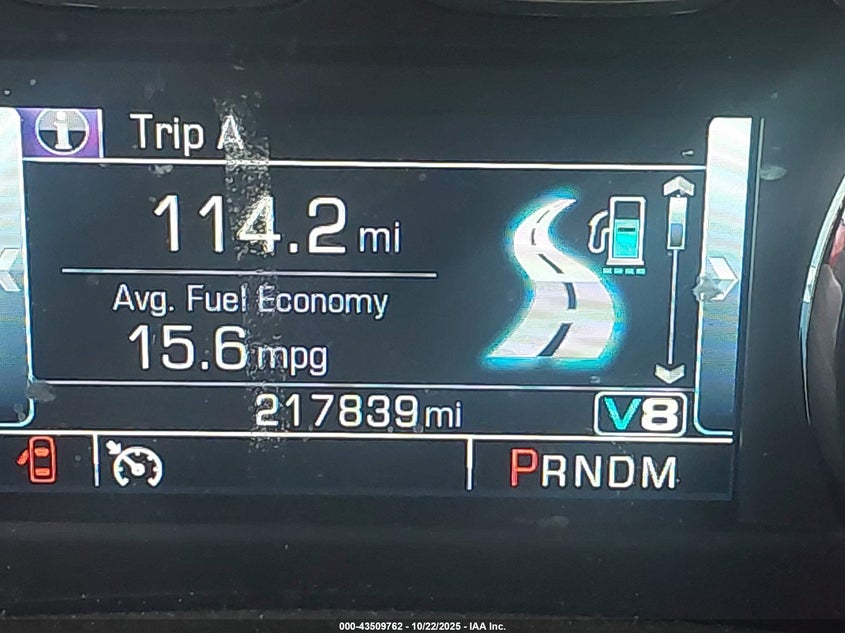 Trip A
114.2 mi
Avg. Fuel Economy
15.6 mpg
217839 mi
V8
PRNDM
000-43509762 - 10/22/2025 - IAA Inc.